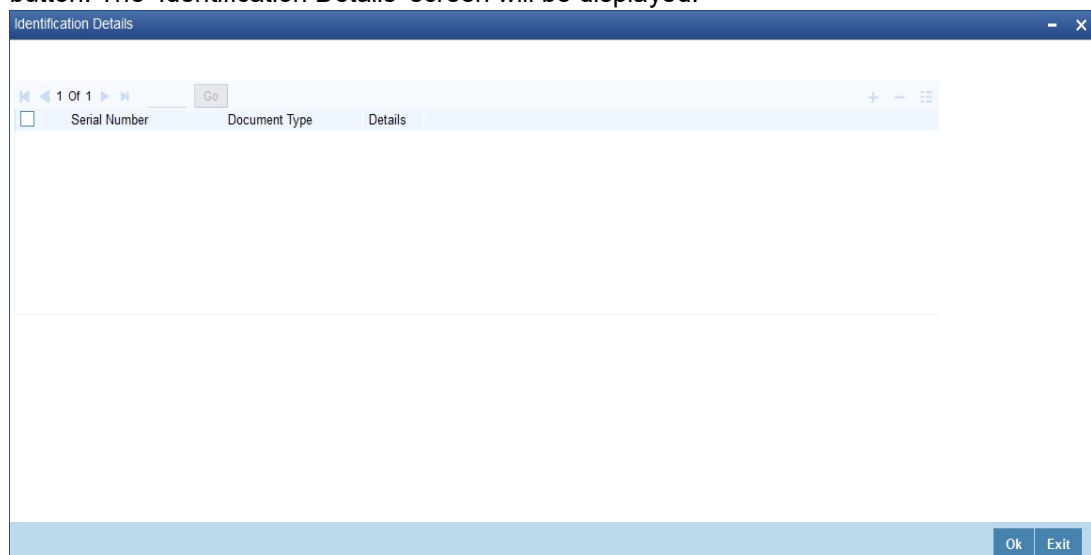 button. The 'Identification Details' screen will be displayed.
Identification Details
1 Of 1 Go
Serial Number Document Type Details
Ok Exit